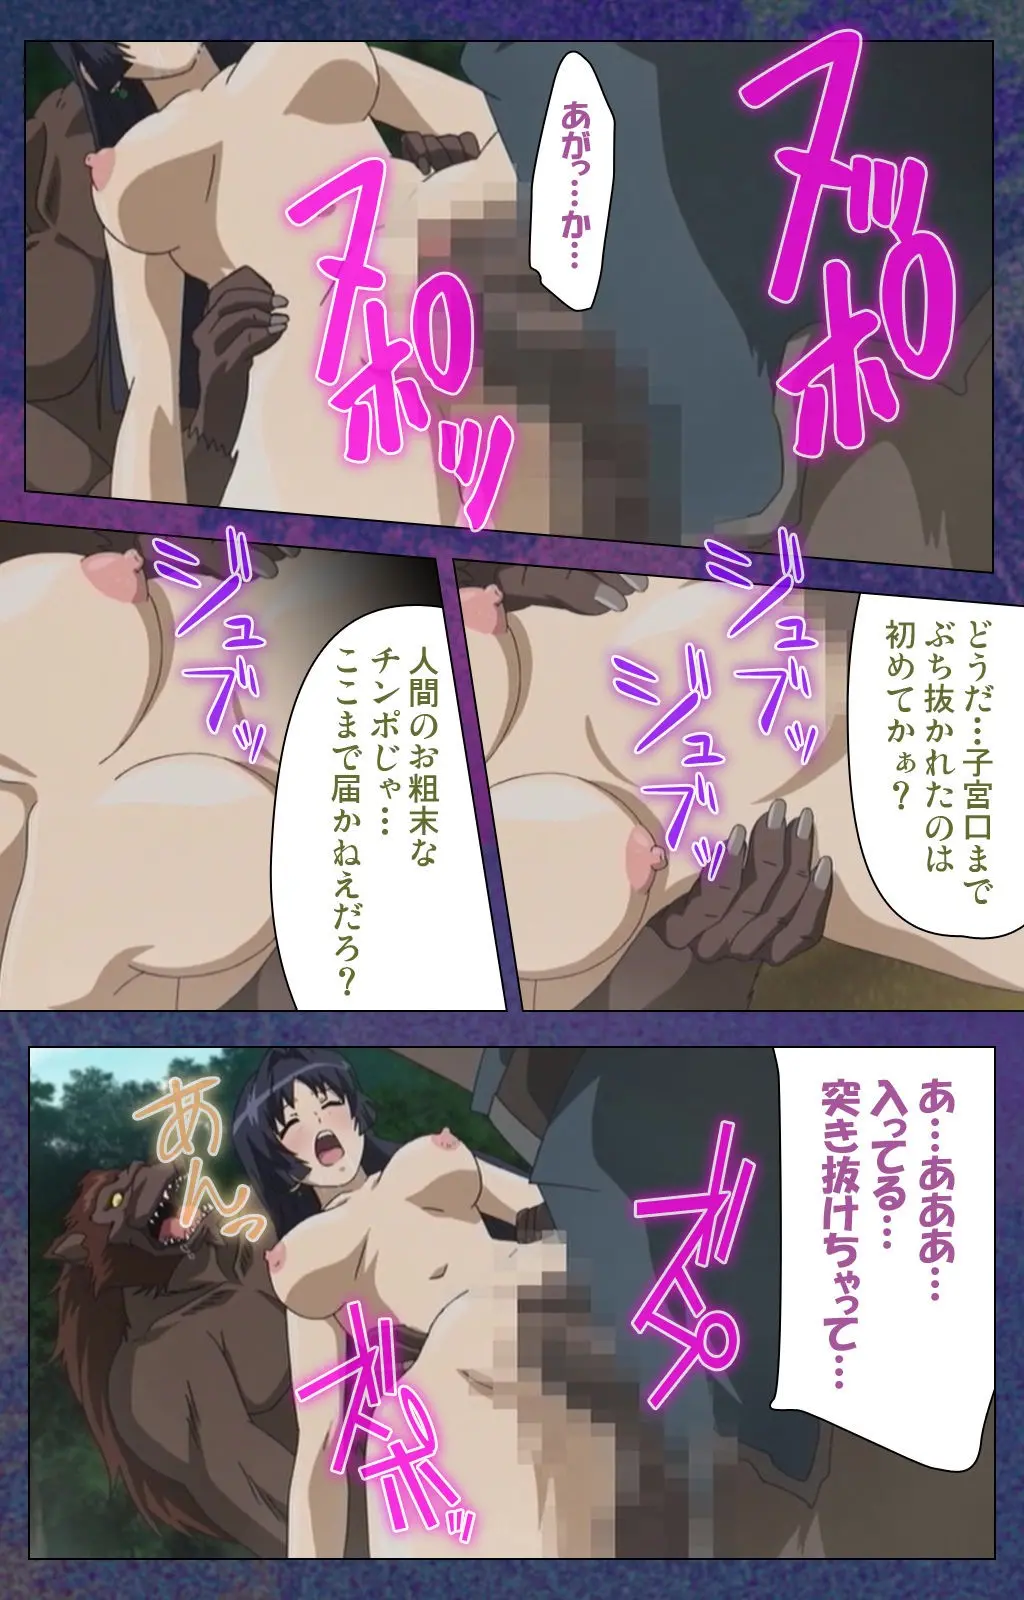 ヌッポ
あがっ…か…
ヌポッ
どうだ…子宮口まで
ぶち抜かれたのは
初めてかぁ？
ジュブッ
ジュブッ
人間のお粗末な
チンポじゃ…
ここまで届かねえだろ？
ジュブッ
あ…あああ…
入ってる…
突き抜けちゃって…
ズプ
ズポッ
あんっ